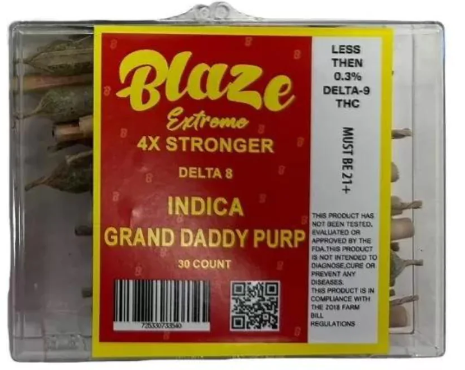 Blaze
Extreme
4X STRONGER
DELTA 8
INDICA
GRAND DADDY PURP
30 COUNT
725330733540
LESS
THEN
0.3%
DELTA-9
THC
MUST BE 21+
THIS PRODUCT HAS
NOT BEEN TESTED,
EVALUATED OR
APPROVED BY THE
FDA.THIS PRODUCT
IS NOT INTENDED TO
DIAGNOSE,CURE OR
PREVENT ANY
DISEASES.
THIS PRODUCT IS IN
COMPLIANCE WITH
THE 2018 FARM
BILL
REGULATIONS